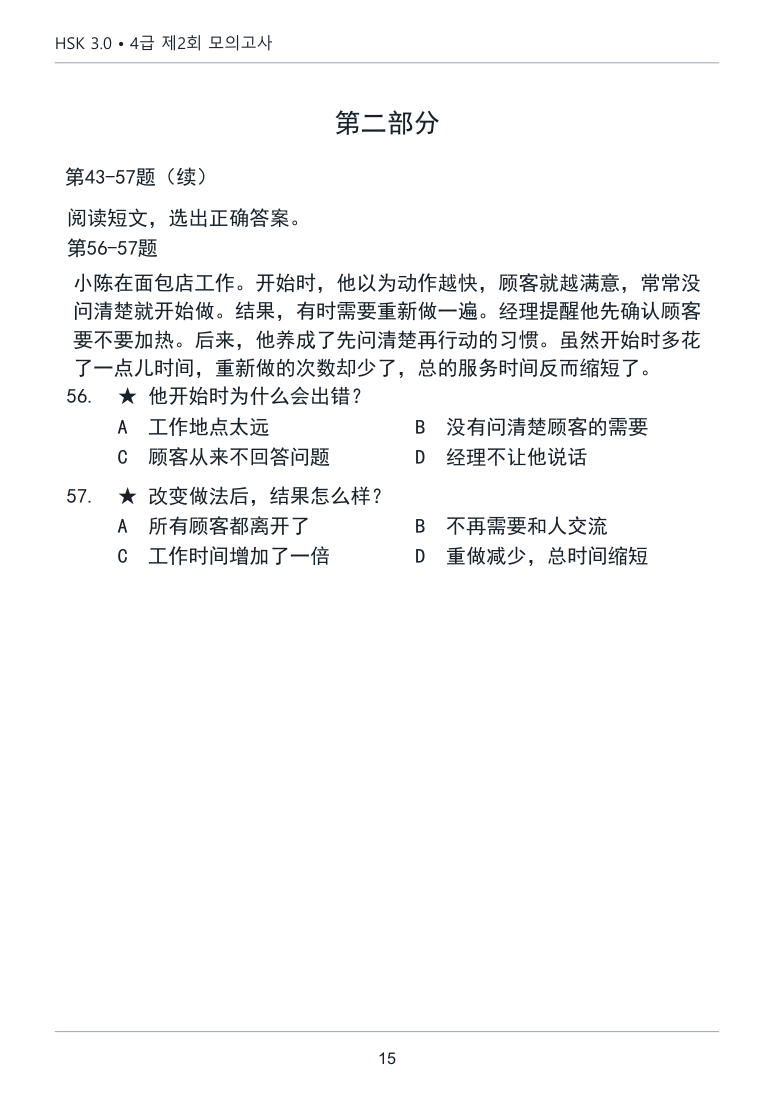 HSK 3.0 • 4급 제2회 모의고사
第二部分
第43-57题（续）
阅读短文，选出正确答案。
第56-57题
小陈在面包店工作。开始时，他以为动作越快，顾客就越满意，常常没
问清楚就开始做。结果，有时需要重新做一遍。经理提醒他先确认顾客
要不要加热。后来，他养成了先问清楚再行动的习惯。虽然开始时多花
了一点儿时间，重新做的次数却少了，总的服务时间反而缩短了。
56. ★ 他开始时为什么会出错？
A 工作地点太远 B 没有问清楚顾客的需要
C 顾客从来不回答问题 D 经理不让他说话
57. ★ 改变做法后，结果怎么样？
A 所有顾客都离开了 B 不再需要和人交流
C 工作时间增加了一倍 D 重做减少，总时间缩短
15